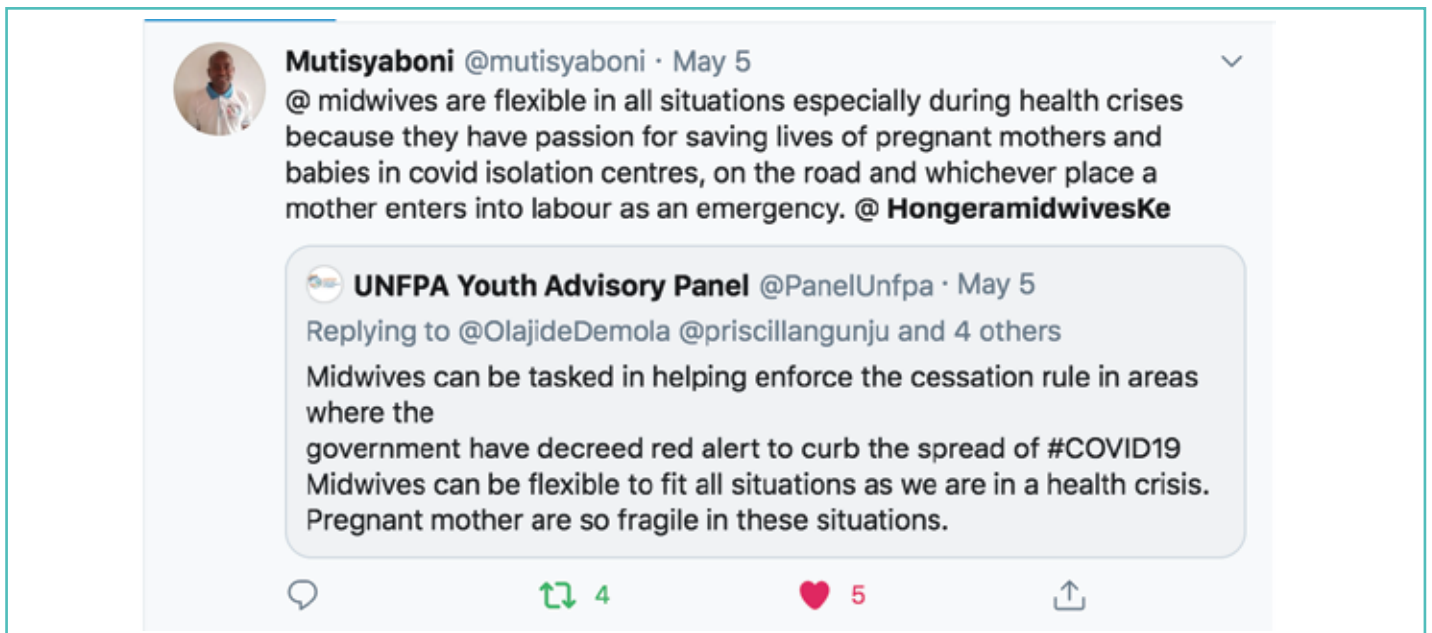 Mutisyaboni @mutisyaboni · May 5
@ midwives are flexible in all situations especially during health crises
because they have passion for saving lives of pregnant mothers and
babies in covid isolation centres, on the road and whichever place a
mother enters into labour as an emergency. @ HongeramidwivesKe
UNFPA Youth Advisory Panel @PanelUnfpa · May 5
Replying to @OlajideDemola @priscillangunju and 4 others
Midwives can be tasked in helping enforce the cessation rule in areas
where the
government have decreed red alert to curb the spread of #COVID19
Midwives can be flexible to fit all situations as we are in a health crisis.
Pregnant mother are so fragile in these situations.
4 5